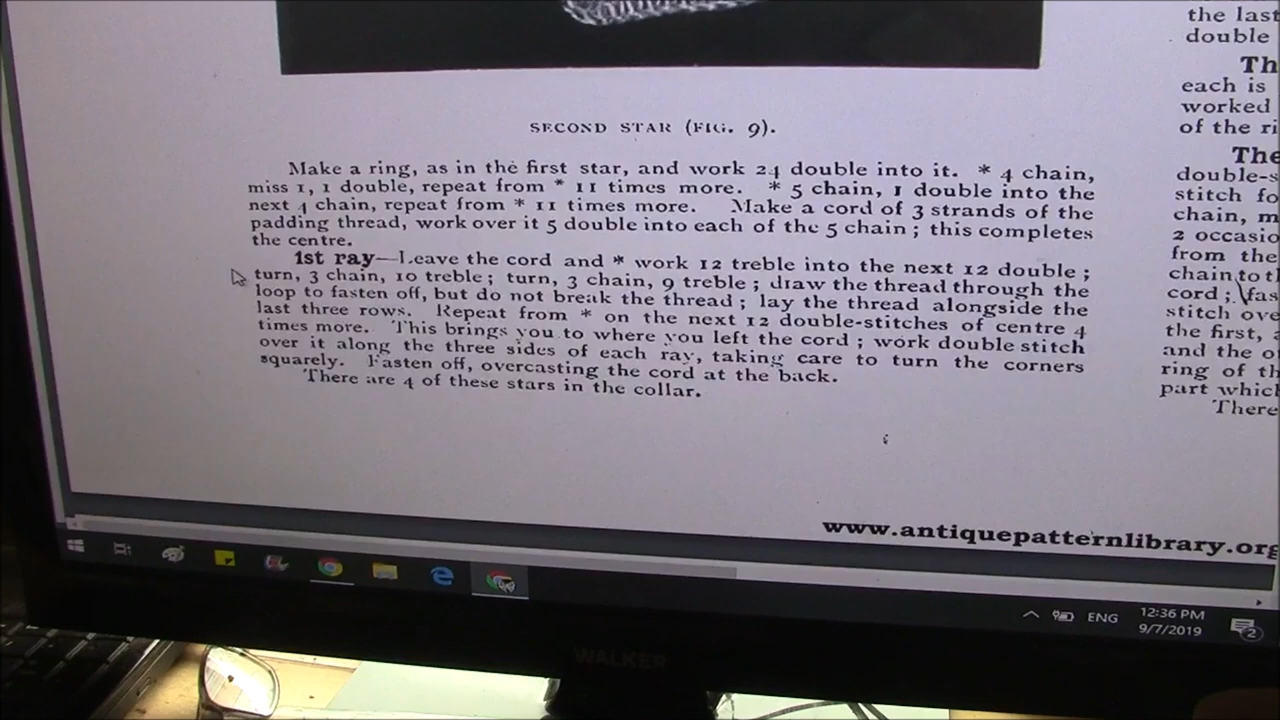 SECOND STAR (FIG. 9).
Make a ring, as in the first star, and work 24 double into it. * 4 chain,
miss 1, 1 double, repeat from * 11 times more. * 5 chain, 1 double into the
next 4 chain, repeat from * 11 times more. Make a cord of 3 strands of the
padding thread, work over it 5 double into each of the 5 chain ; this completes
the centre.
1st ray—Leave the cord and * work 12 treble into the next 12 double ;
turn, 3 chain, 10 treble ; turn, 3 chain, 9 treble ; draw the thread through the
loop to fasten off, but do not break the thread ; lay the thread alongside the
last three rows. Repeat from * on the next 12 double-stitches of centre 4
times more. This brings you to where you left the cord ; work double stitch
over it along the three sides of each ray, taking care to turn the corners
squarely. Fasten off, overcasting the cord at the back.
There are 4 of these stars in the collar.
the last
double
Th
each is
worked
of the ri
The
double-s
stitch fo
chain, m
2 occasio
from the
chain to tl
cord ; fas
stitch ove
the first, a
and the o
ring of th
part which
There
www.antiquepatternlibrary.org
ENG
12:36 PM
9/7/2019
2
WALKER